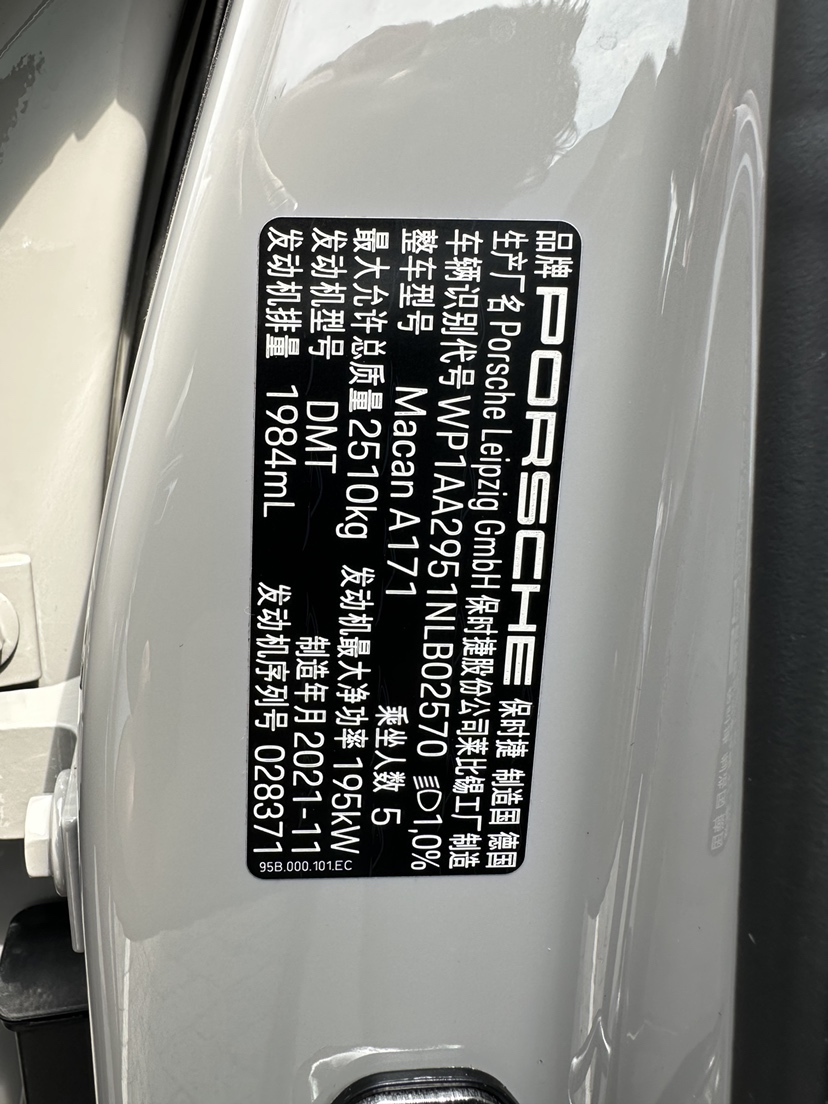 品牌 PORSCHE 保时捷 制造国 德国
生产厂名 Porsche Leipzig GmbH 保时捷股份公司莱比锡工厂 制造
车辆识别代号 WP1AA2951NLB02570 1,0%
整车型号 Macan A171 乘坐人数 5
最大允许总质量 2510kg 发动机最大净功率 195kW
发动机型号 DMT 制造年月 2021-11
发动机排量 1984mL 发动机序列号 028371
95B.000.101.EC